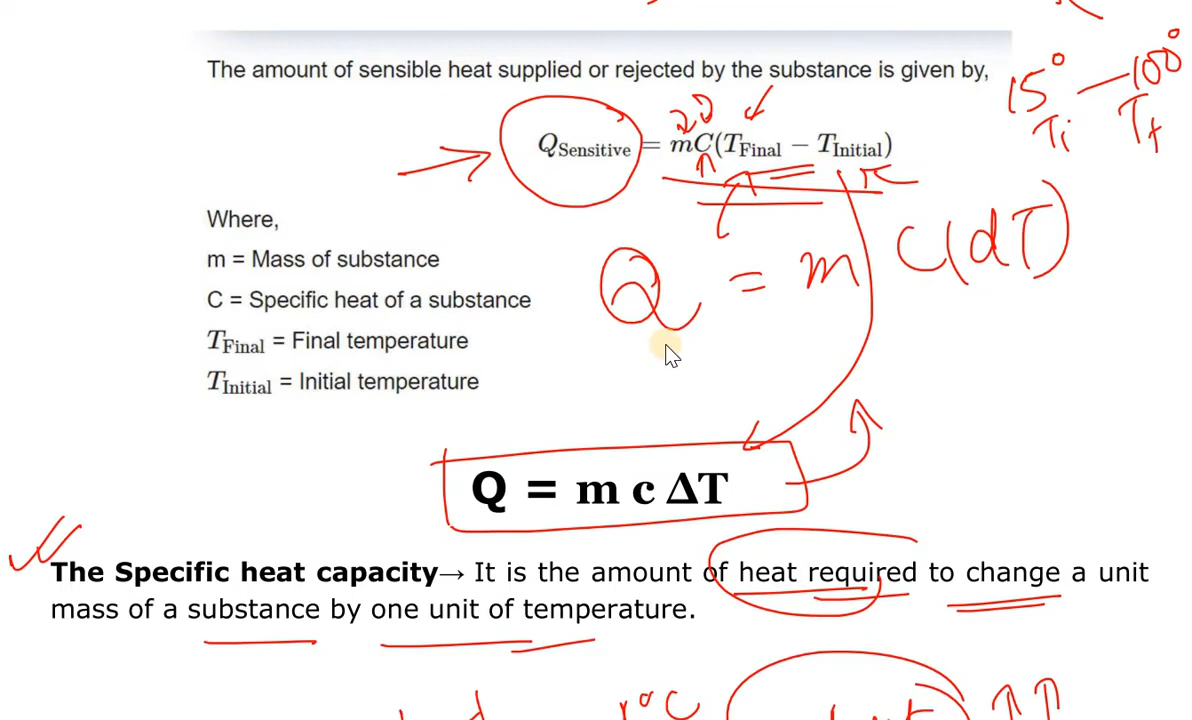 The amount of sensible heat supplied or rejected by the substance is given by,
15° — 100°
Ti Tf
20
QSensitive = mC(TFinal − TInitial)
Where,
m = Mass of substance
C = Specific heat of a substance
TFinal = Final temperature
TInitial = Initial temperature
Q = m C(dT)
Q = m c ΔT
The Specific heat capacity→ It is the amount of heat required to change a unit
mass of a substance by one unit of temperature.
1°C